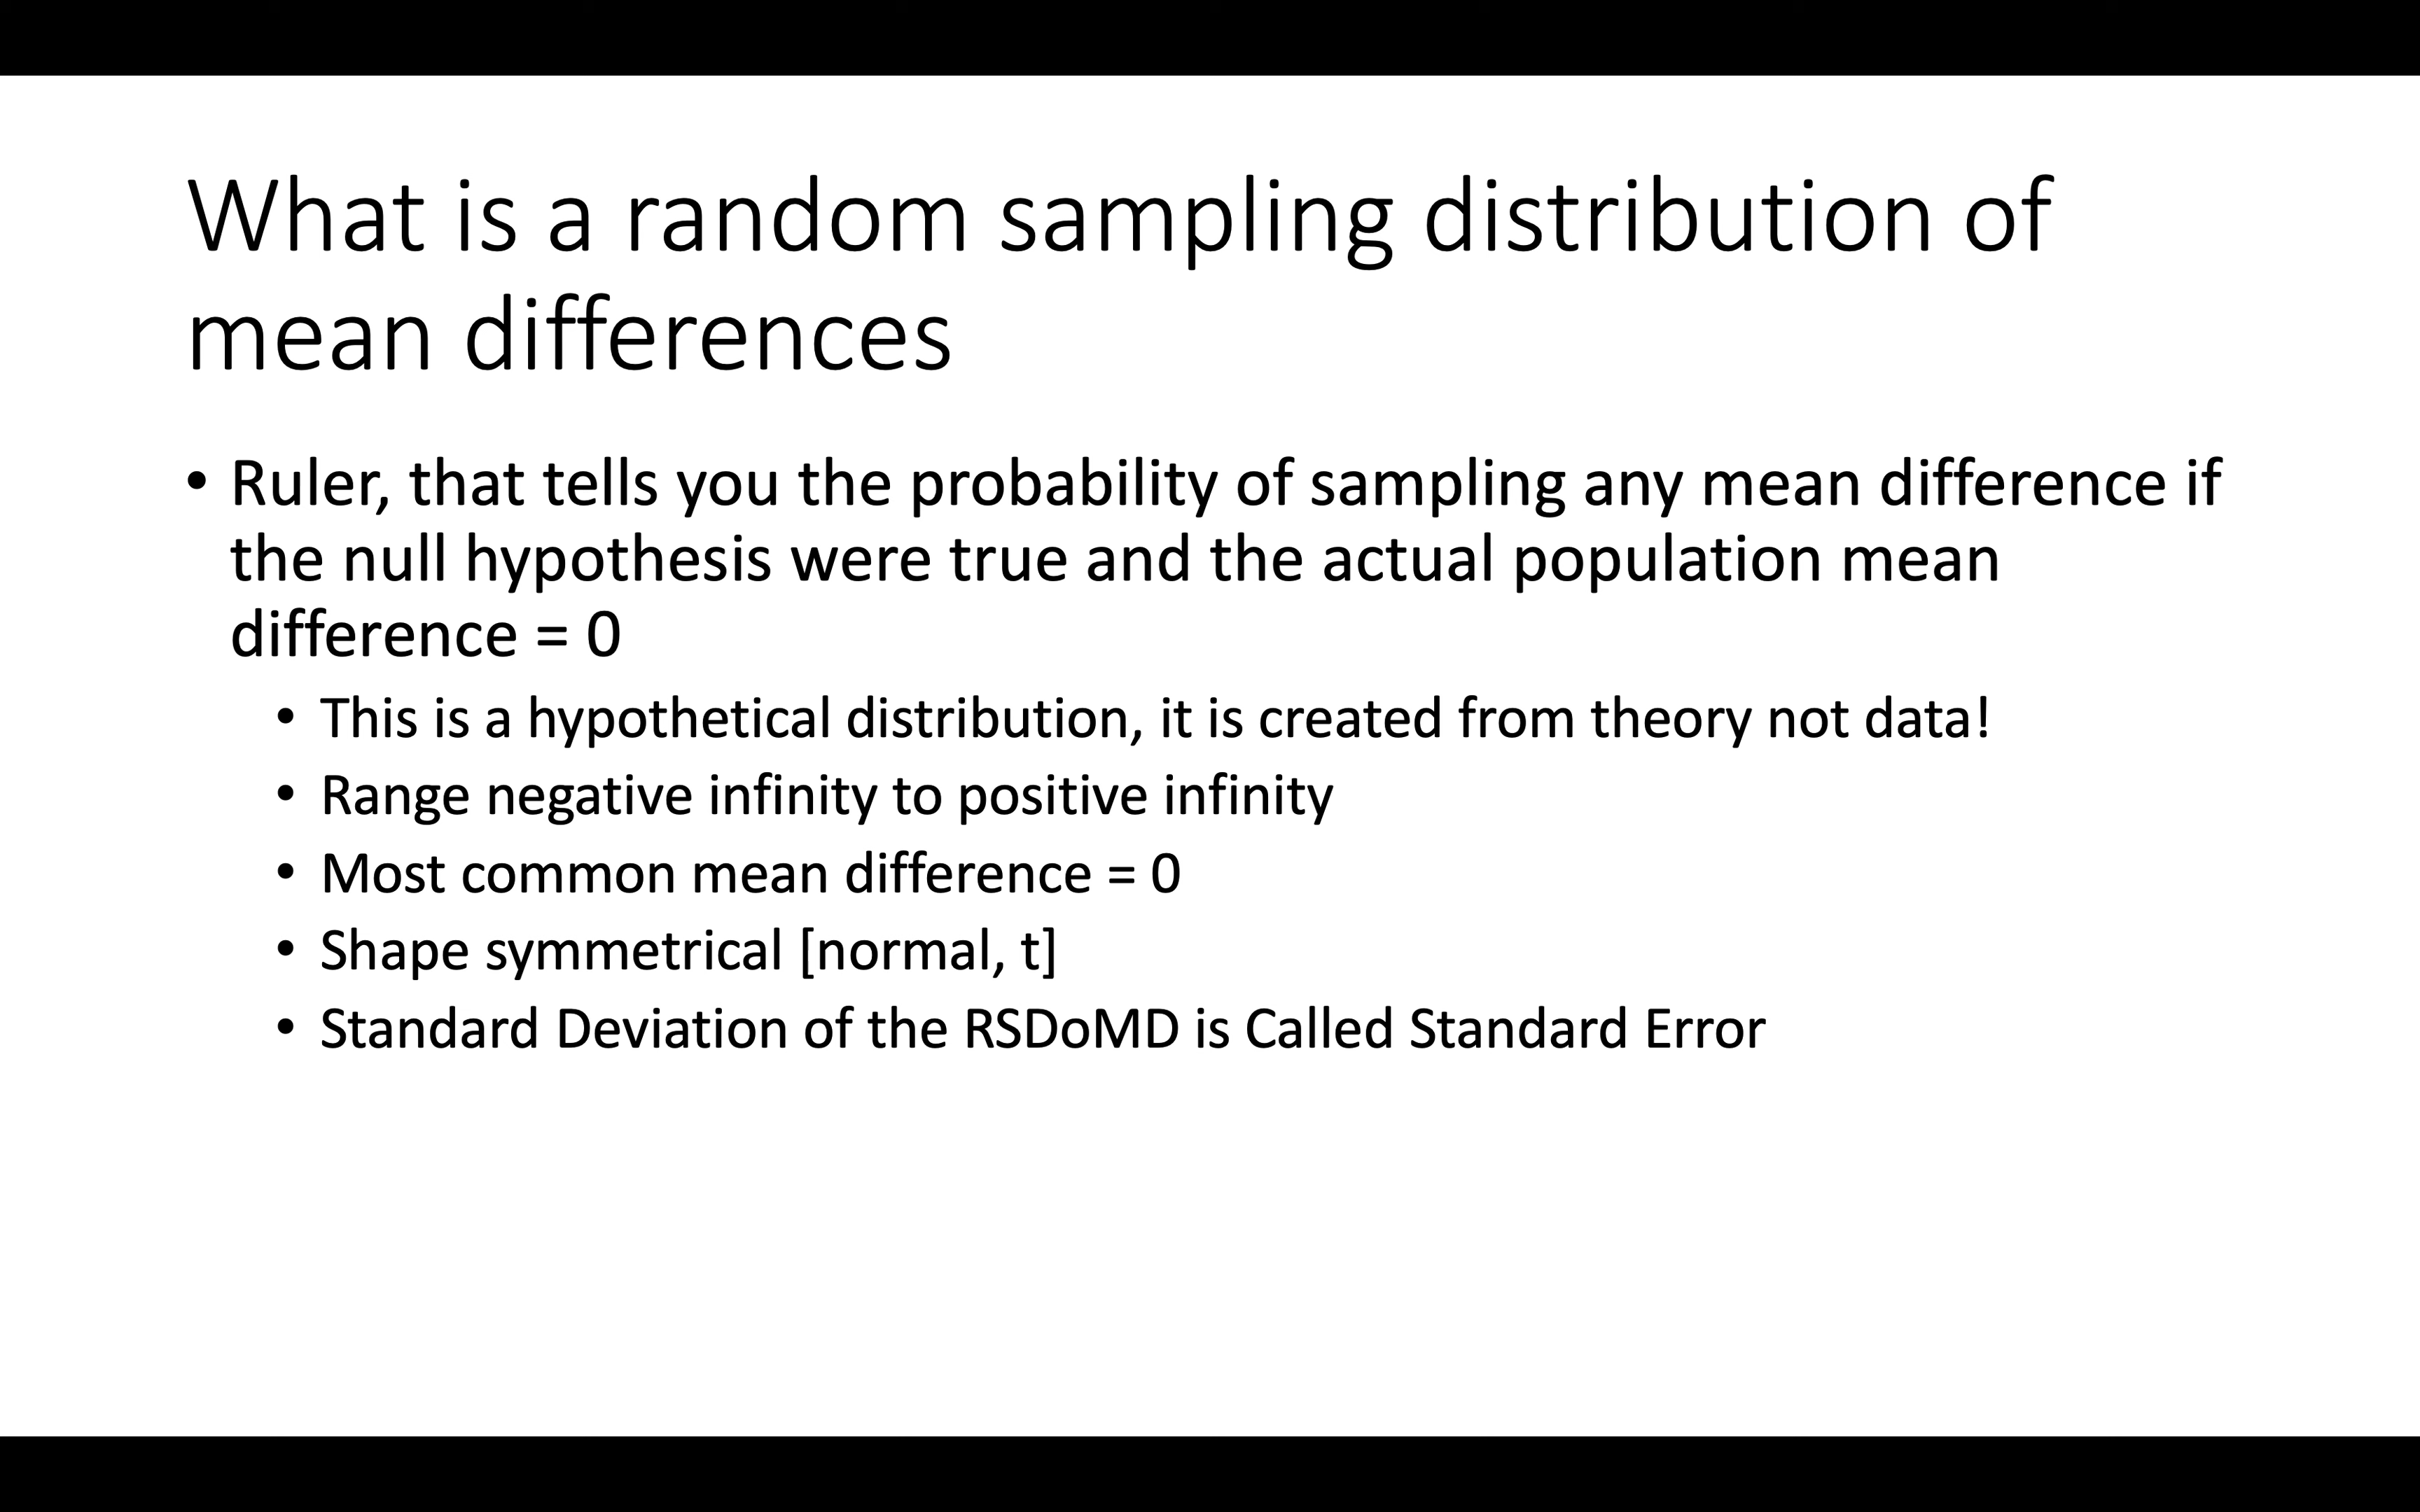 What is a random sampling distribution of
mean differences
• Ruler, that tells you the probability of sampling any mean difference if
the null hypothesis were true and the actual population mean
difference = 0
• This is a hypothetical distribution, it is created from theory not data!
• Range negative infinity to positive infinity
• Most common mean difference = 0
• Shape symmetrical [normal, t]
• Standard Deviation of the RSDoMD is Called Standard Error